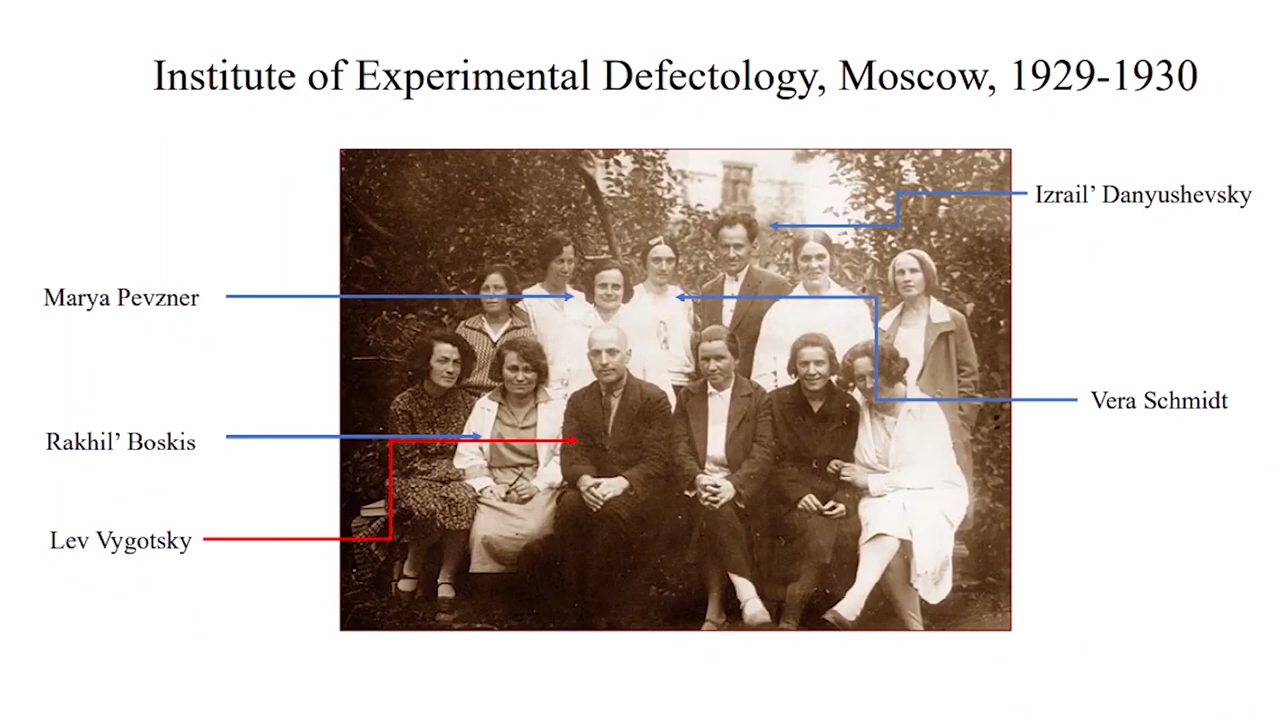 Institute of Experimental Defectology, Moscow, 1929-1930
Izrail’ Danyushevsky
Marya Pevzner
Vera Schmidt
Rakhil’ Boskis
Lev Vygotsky